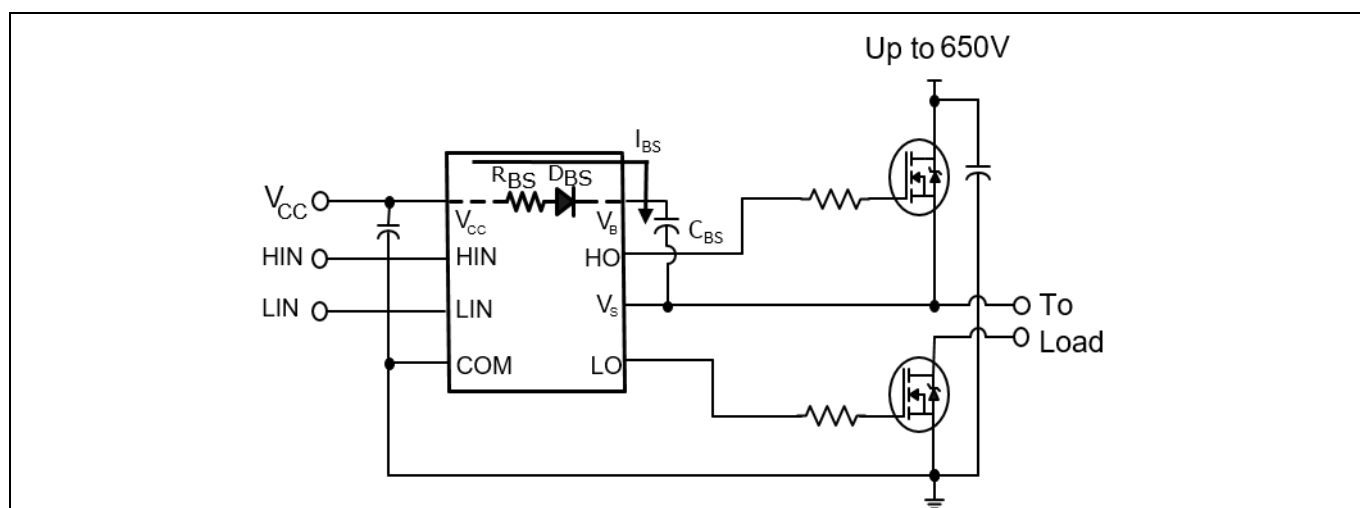 Up to 650V
I_BS
R_BS D_BS
V_CC
V_CC V_B
C_BS
HIN HIN HO
LIN LIN V_S To
Load
COM LO